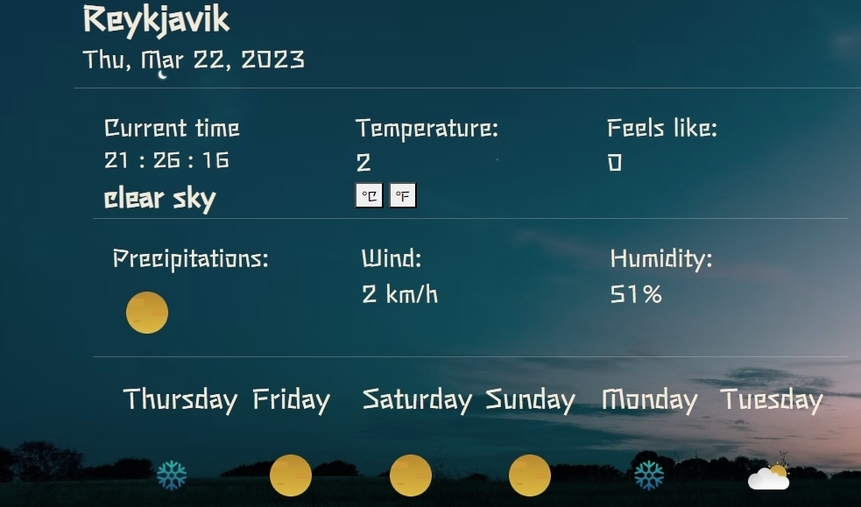 Reykjavik
Thu, Mar 22, 2023
Current time
21 : 26 : 16
clear sky
Temperature:
2
°C °F
Feels like:
0
Precipitations:
Wind:
2 km/h
Humidity:
51%
Thursday Friday Saturday Sunday Monday Tuesday